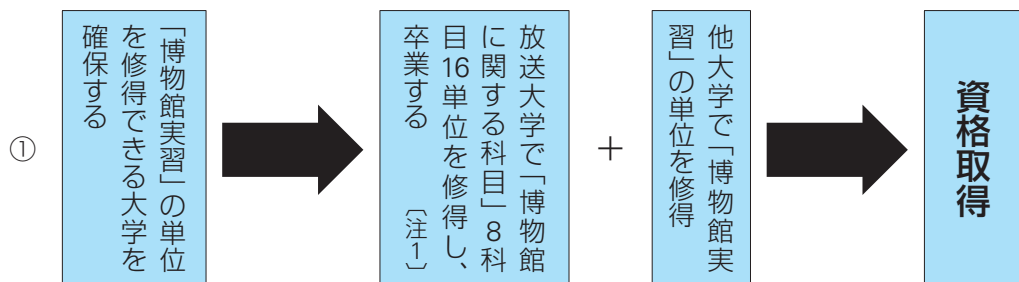 ①
「博物館実習」の単位
を修得できる大学を
確保する
放送大学で「博物館
に関する科目」8科
目16単位を修得し、
卒業する 〔注1〕
+
他大学で「博物館実
習」の単位を修得
資格取得